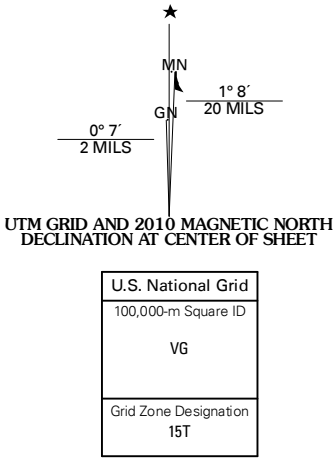 ★
MN
1° 8´
20 MILS
GN
0° 7´
2 MILS
UTM GRID AND 2010 MAGNETIC NORTH
DECLINATION AT CENTER OF SHEET
U.S. National Grid
100,000-m Square ID
VG
Grid Zone Designation
15T